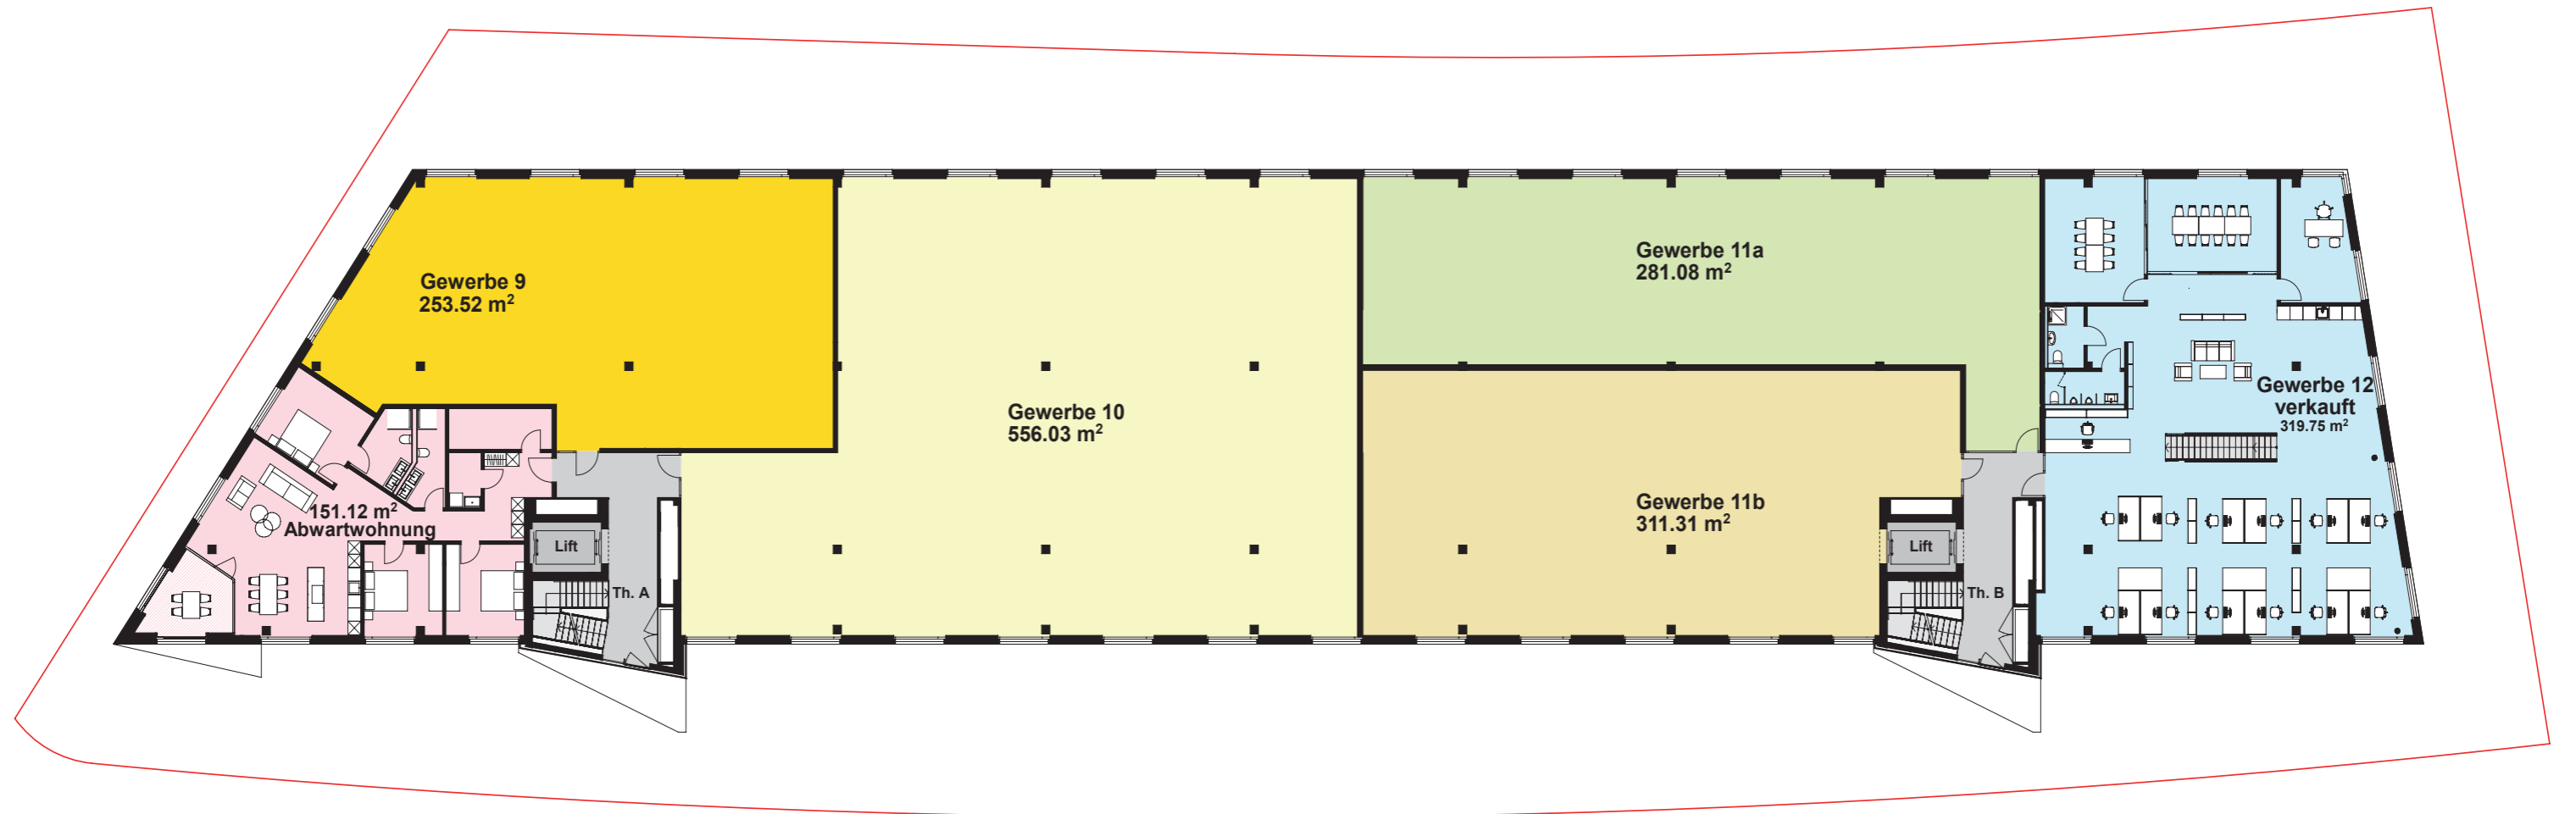 Gewerbe 9
253.52 m²
Gewerbe 10
556.03 m²
Gewerbe 11a
281.08 m²
Gewerbe 11b
311.31 m²
Gewerbe 12
verkauft
319.75 m²
151.12 m²
Abwartwohnung
Lift
Th. A
Lift
Th. B